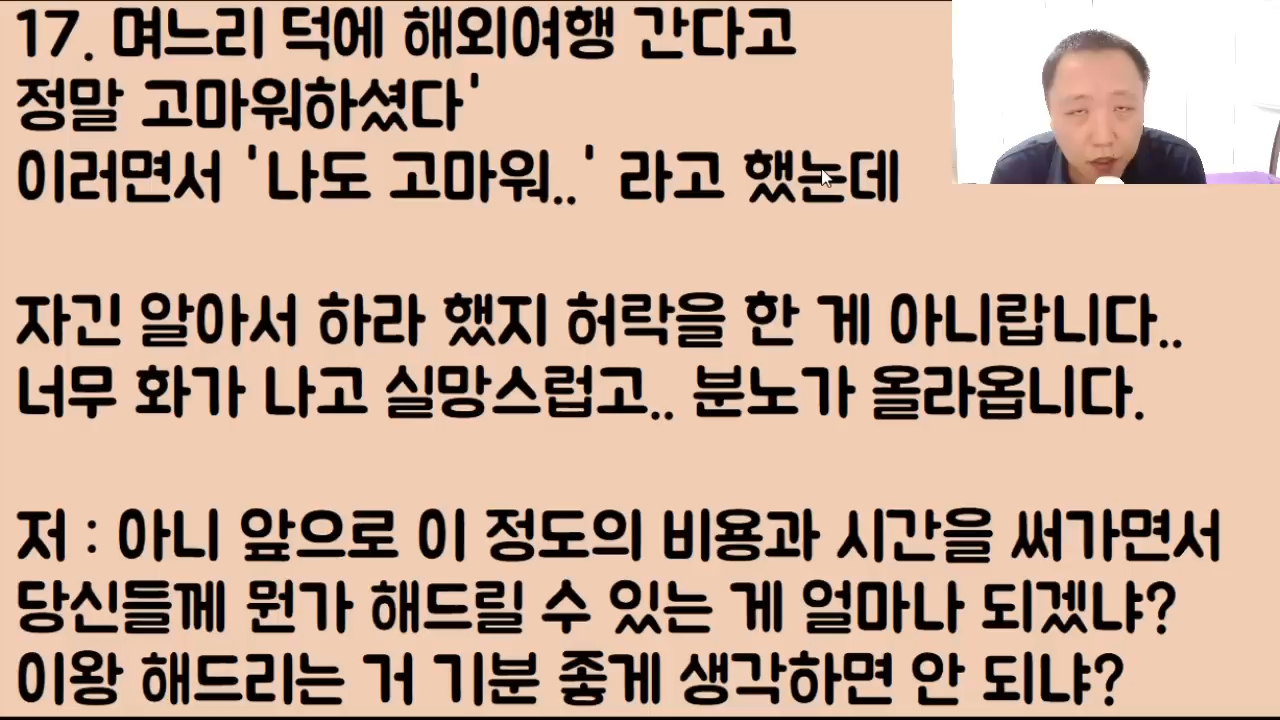 17. 며느리 덕에 해외여행 간다고
정말 고마워하셨다'
이러면서 '나도 고마워..' 라고 했는데
자긴 알아서 하라 했지 허락을 한 게 아니랍니다..
너무 화가 나고 실망스럽고.. 분노가 올라옵니다.
저 : 아니 앞으로 이 정도의 비용과 시간을 써가면서
당신들께 뭔가 해드릴 수 있는 게 얼마나 되겠냐?
이왕 해드리는 거 기분 좋게 생각하면 안 되냐?